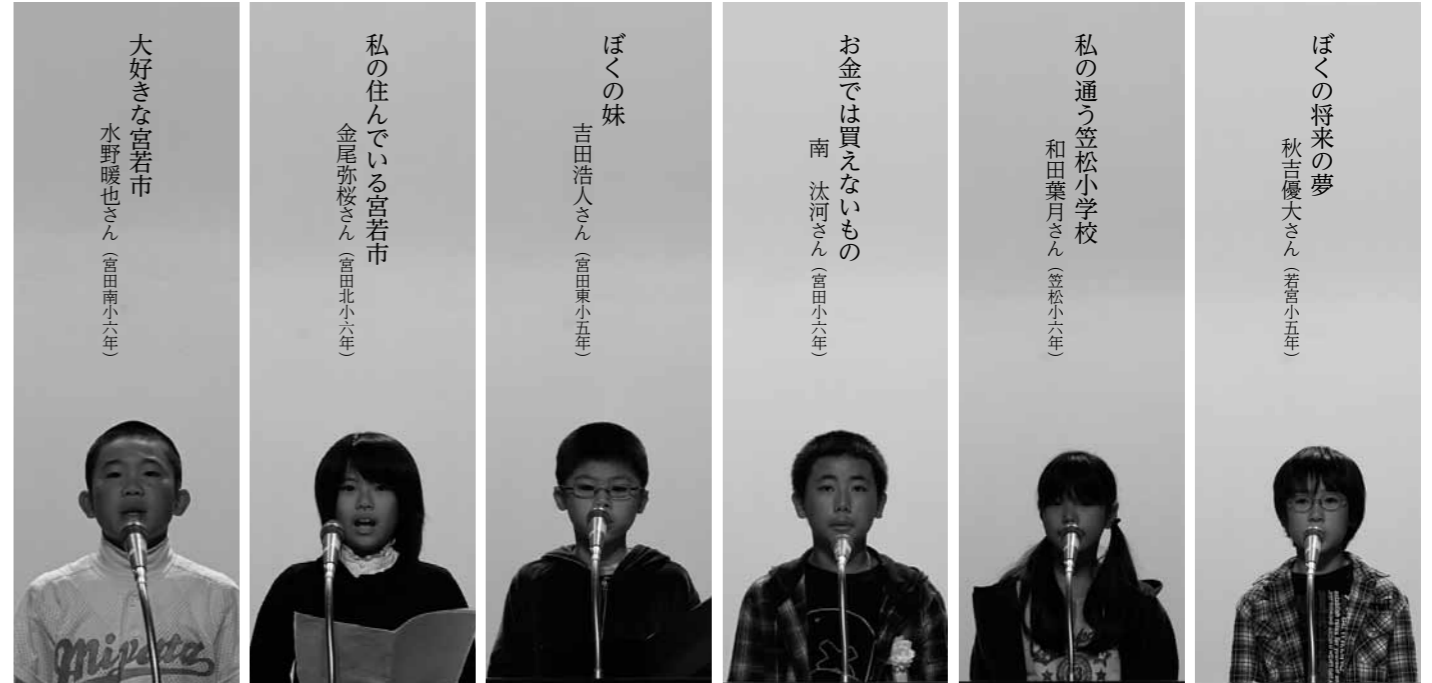 ぼくの将来の夢
秋吉優大さん（若宮小五年）
私の通う笠松小学校
和田葉月さん（笠松小六年）
お金では買えないもの
南　汰河さん（宮田小六年）
ぼくの妹
吉田浩人さん（宮田東小五年）
私の住んでいる宮若市
金尾弥桜さん（宮田北小六年）
大好きな宮若市
水野暖也さん（宮田南小六年）
Miyata